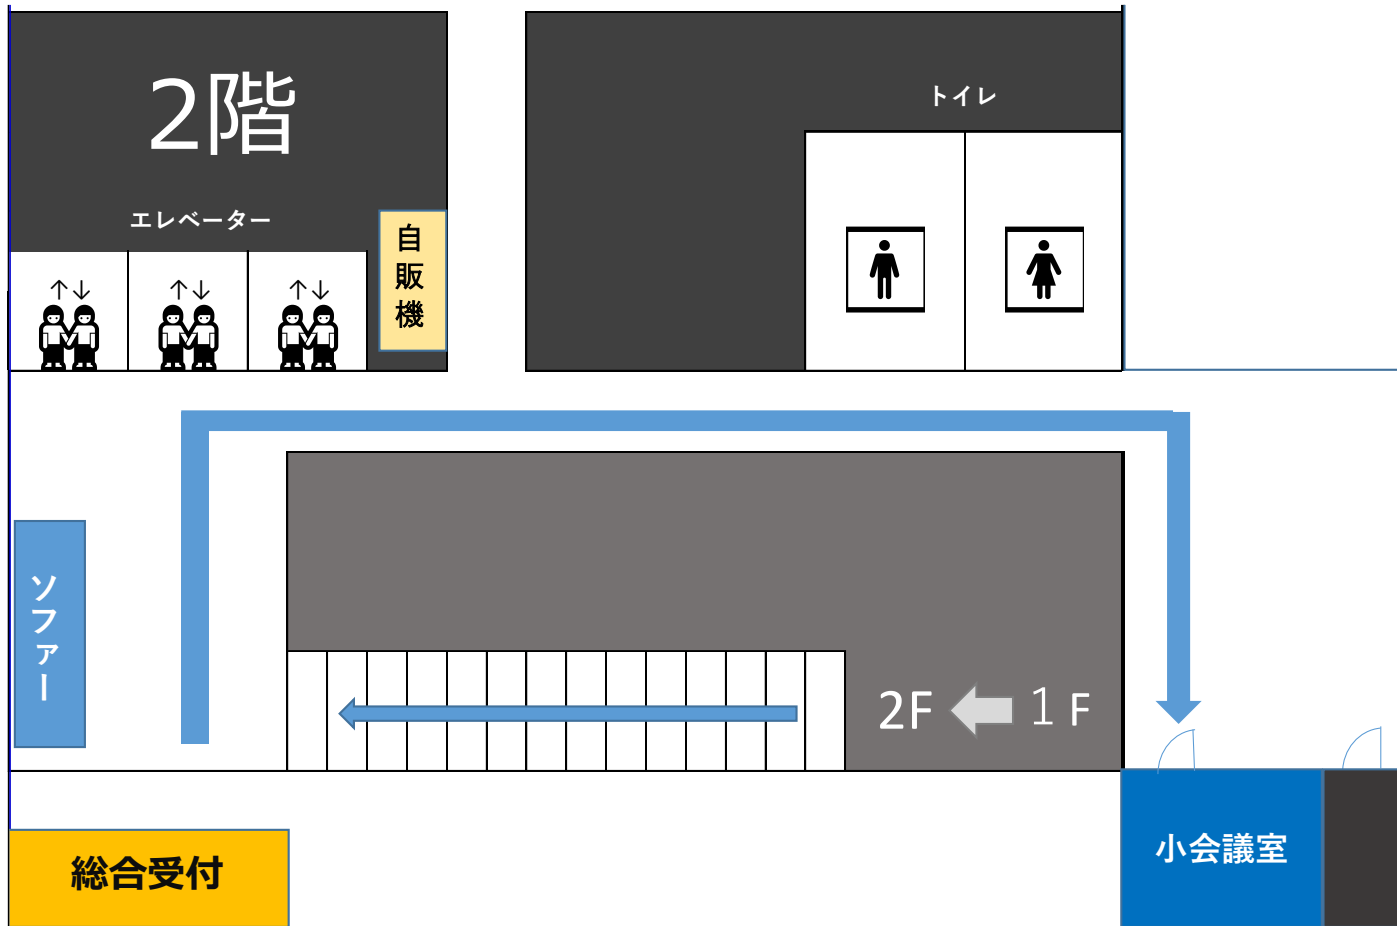 2階
トイレ
エレベーター
自販機
ソファー
2F 1F
総合受付
小会議室